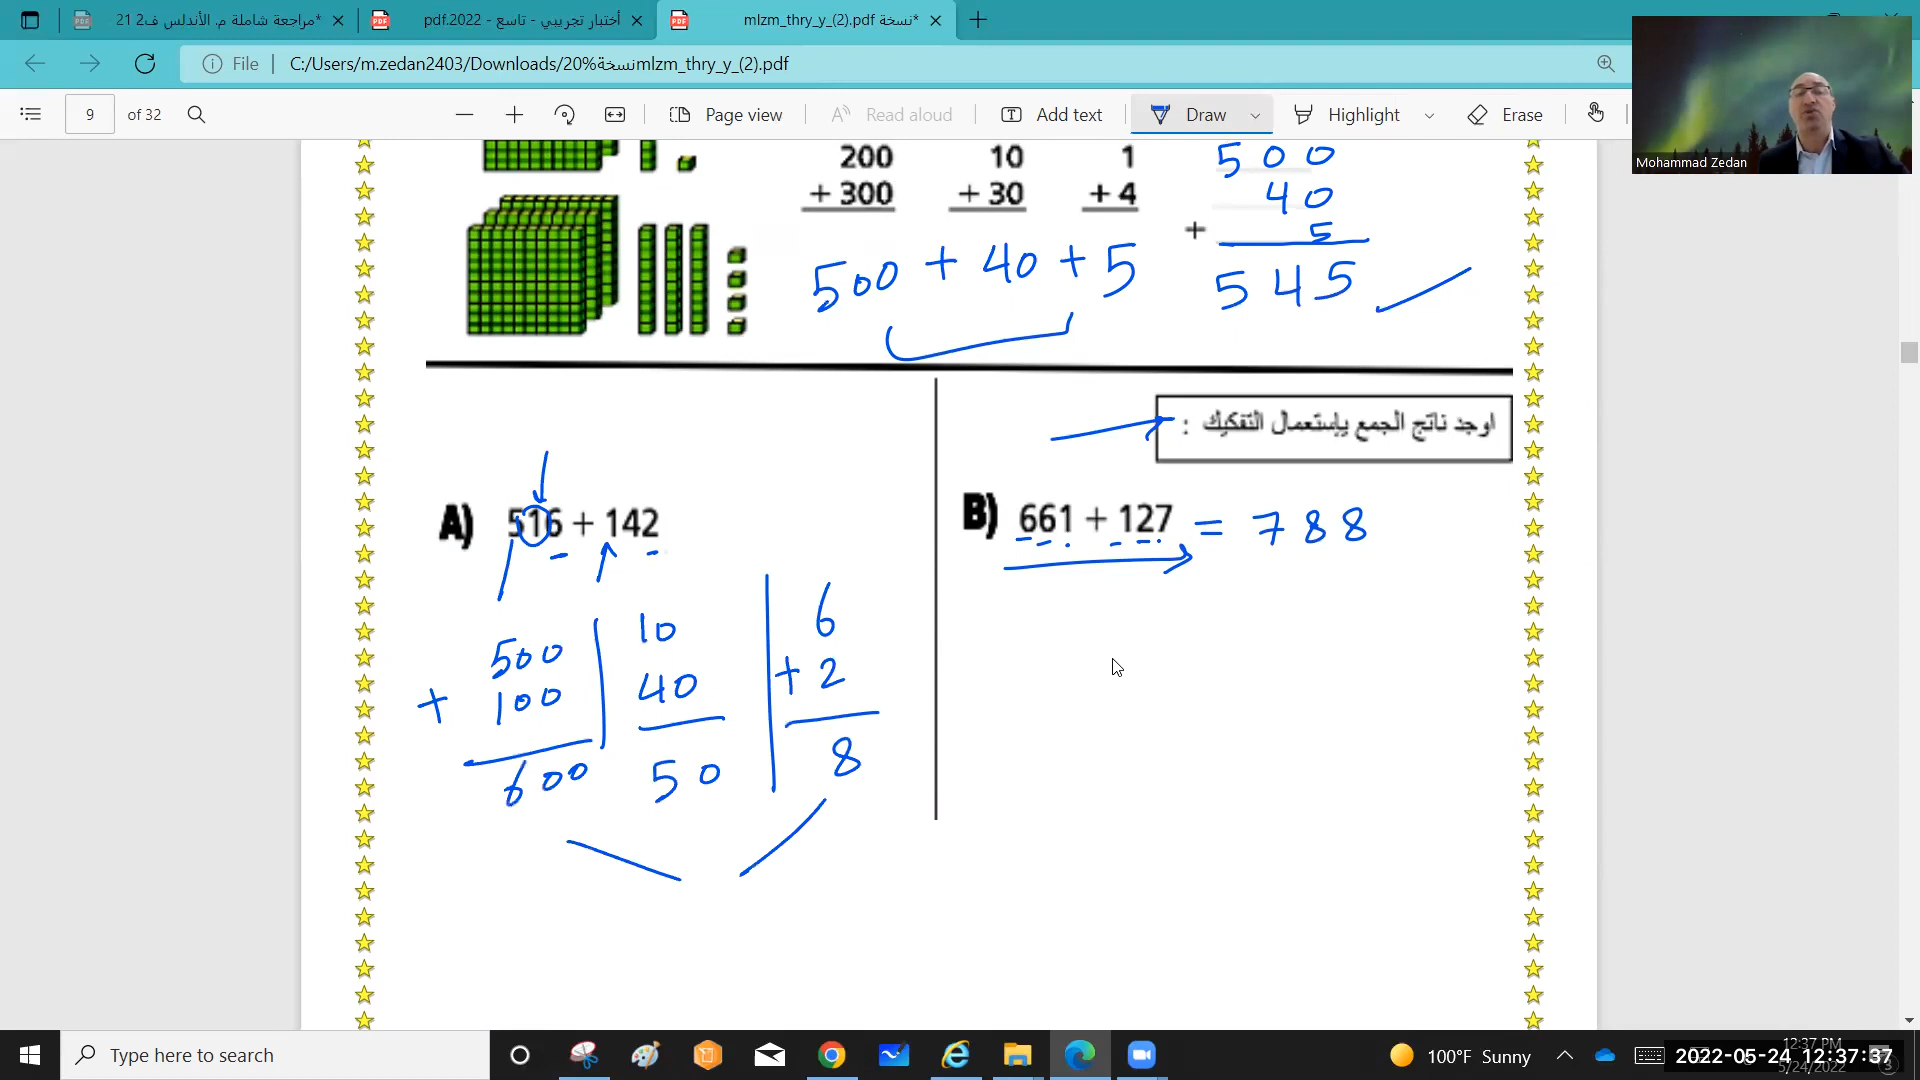 *مراجعة شاملة م. الأندلس ف2 21
أختبار تجريبي - تاسع - 2022.pdf
*نسخة mlzm_thry_y_(2).pdf
File
C:/Users/m.zedan2403/Downloads/20%نسخةmlzm_thry_y_(2).pdf
9 of 32
Page view
Read aloud
Add text
Draw
Highlight
Erase
Mohammad Zedan
200 10 1
+ 300 + 30 + 4
500
40
+ 5
545
500 + 40 + 5
اوجد ناتج الجمع بإستعمال التفكيك :
A) 516 + 142
500 10 6
+ 100 40 + 2
600 50 8
B) 661 + 127 = 788
Type here to search
100°F Sunny
12:37 PM
5/24/2022
2022-05-24 12:37:37
3